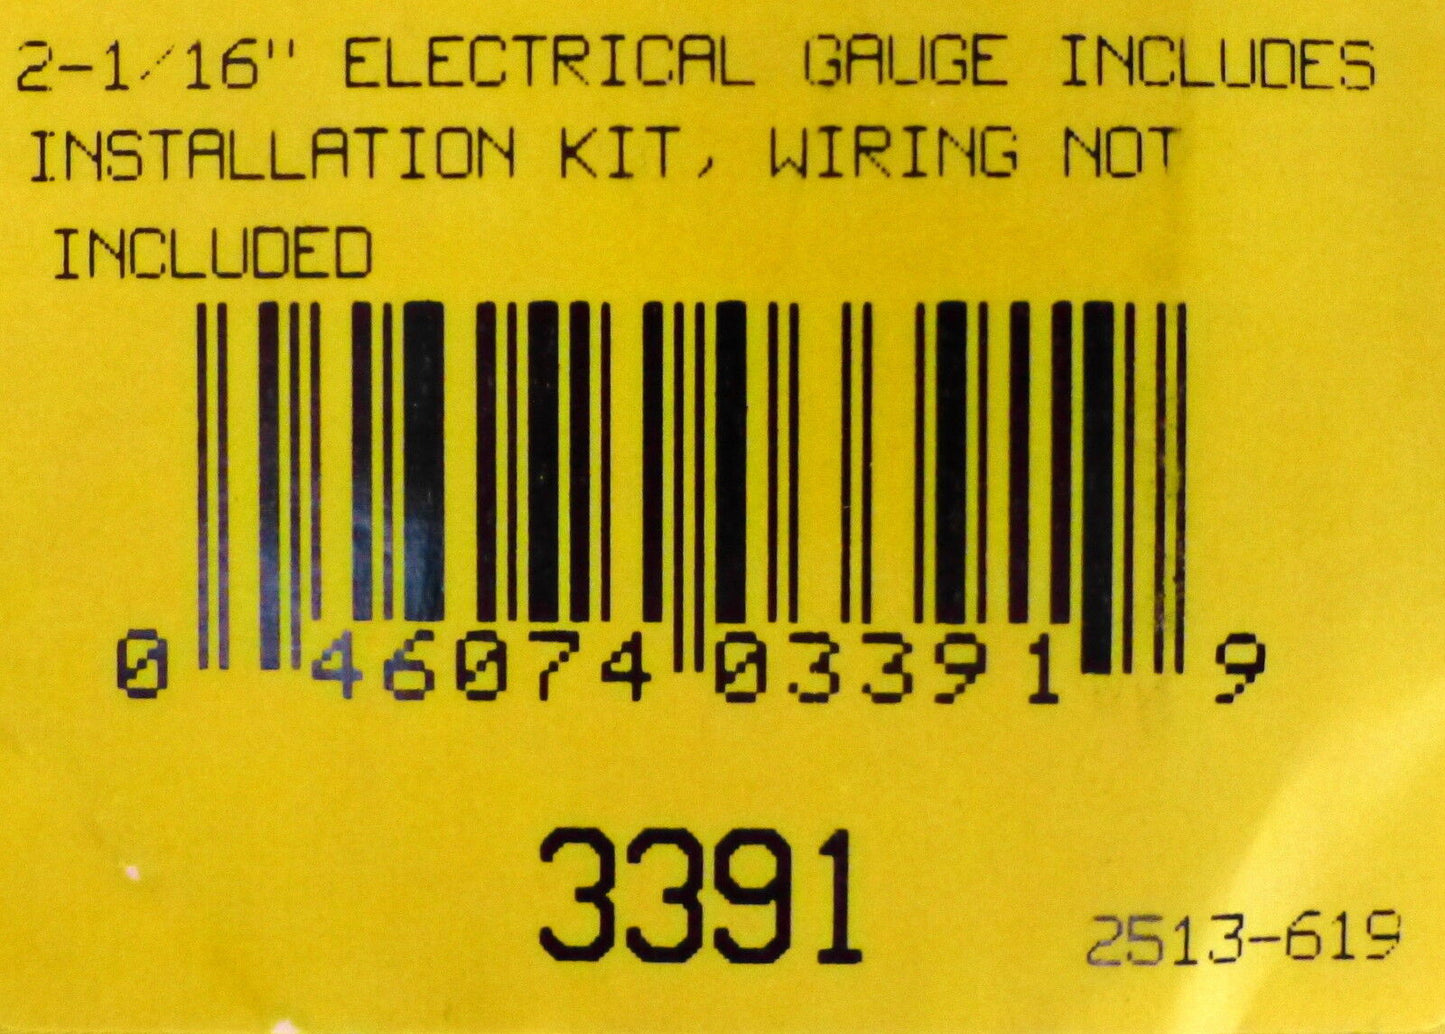 2-1/16" ELECTRICAL GAUGE INCLUDES
INSTALLATION KIT, WIRING NOT
INCLUDED
0 46074 03391 9
3391
2513-619